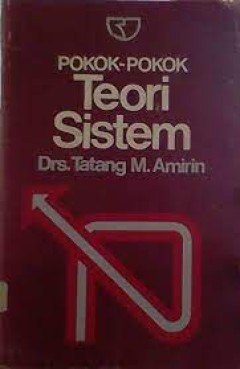 POKOK-POKOK
Teori
Sistem
Drs. Tatang M. Amirin